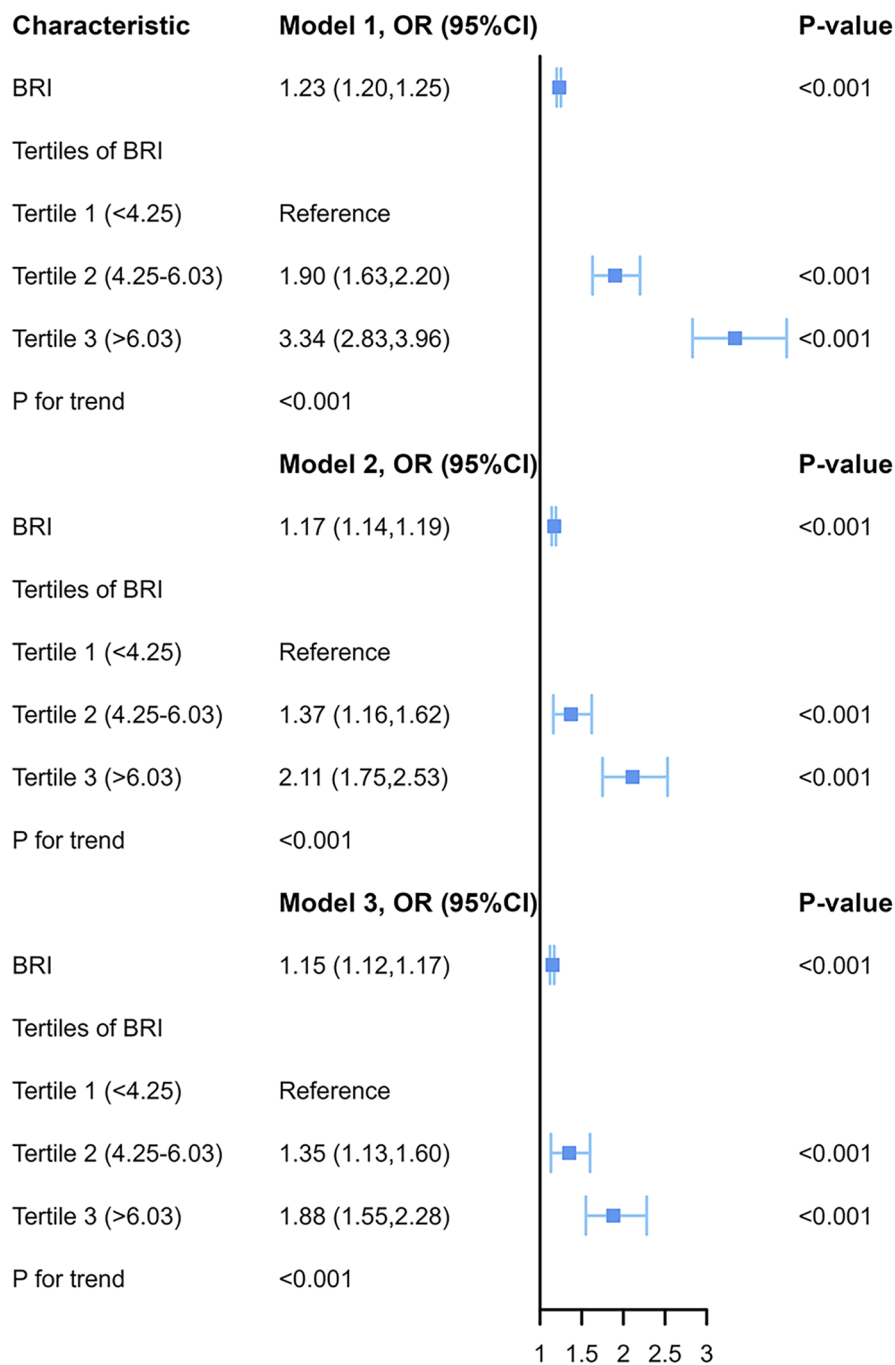 Characteristic Model 1, OR (95%CI) P-value
BRI 1.23 (1.20,1.25) <0.001
Tertiles of BRI
Tertile 1 (<4.25) Reference
Tertile 2 (4.25-6.03) 1.90 (1.63,2.20) <0.001
Tertile 3 (>6.03) 3.34 (2.83,3.96) <0.001
P for trend <0.001
Model 2, OR (95%CI) P-value
BRI 1.17 (1.14,1.19) <0.001
Tertiles of BRI
Tertile 1 (<4.25) Reference
Tertile 2 (4.25-6.03) 1.37 (1.16,1.62) <0.001
Tertile 3 (>6.03) 2.11 (1.75,2.53) <0.001
P for trend <0.001
Model 3, OR (95%CI) P-value
BRI 1.15 (1.12,1.17) <0.001
Tertiles of BRI
Tertile 1 (<4.25) Reference
Tertile 2 (4.25-6.03) 1.35 (1.13,1.60) <0.001
Tertile 3 (>6.03) 1.88 (1.55,2.28) <0.001
P for trend <0.001
1 1.5 2 2.5 3